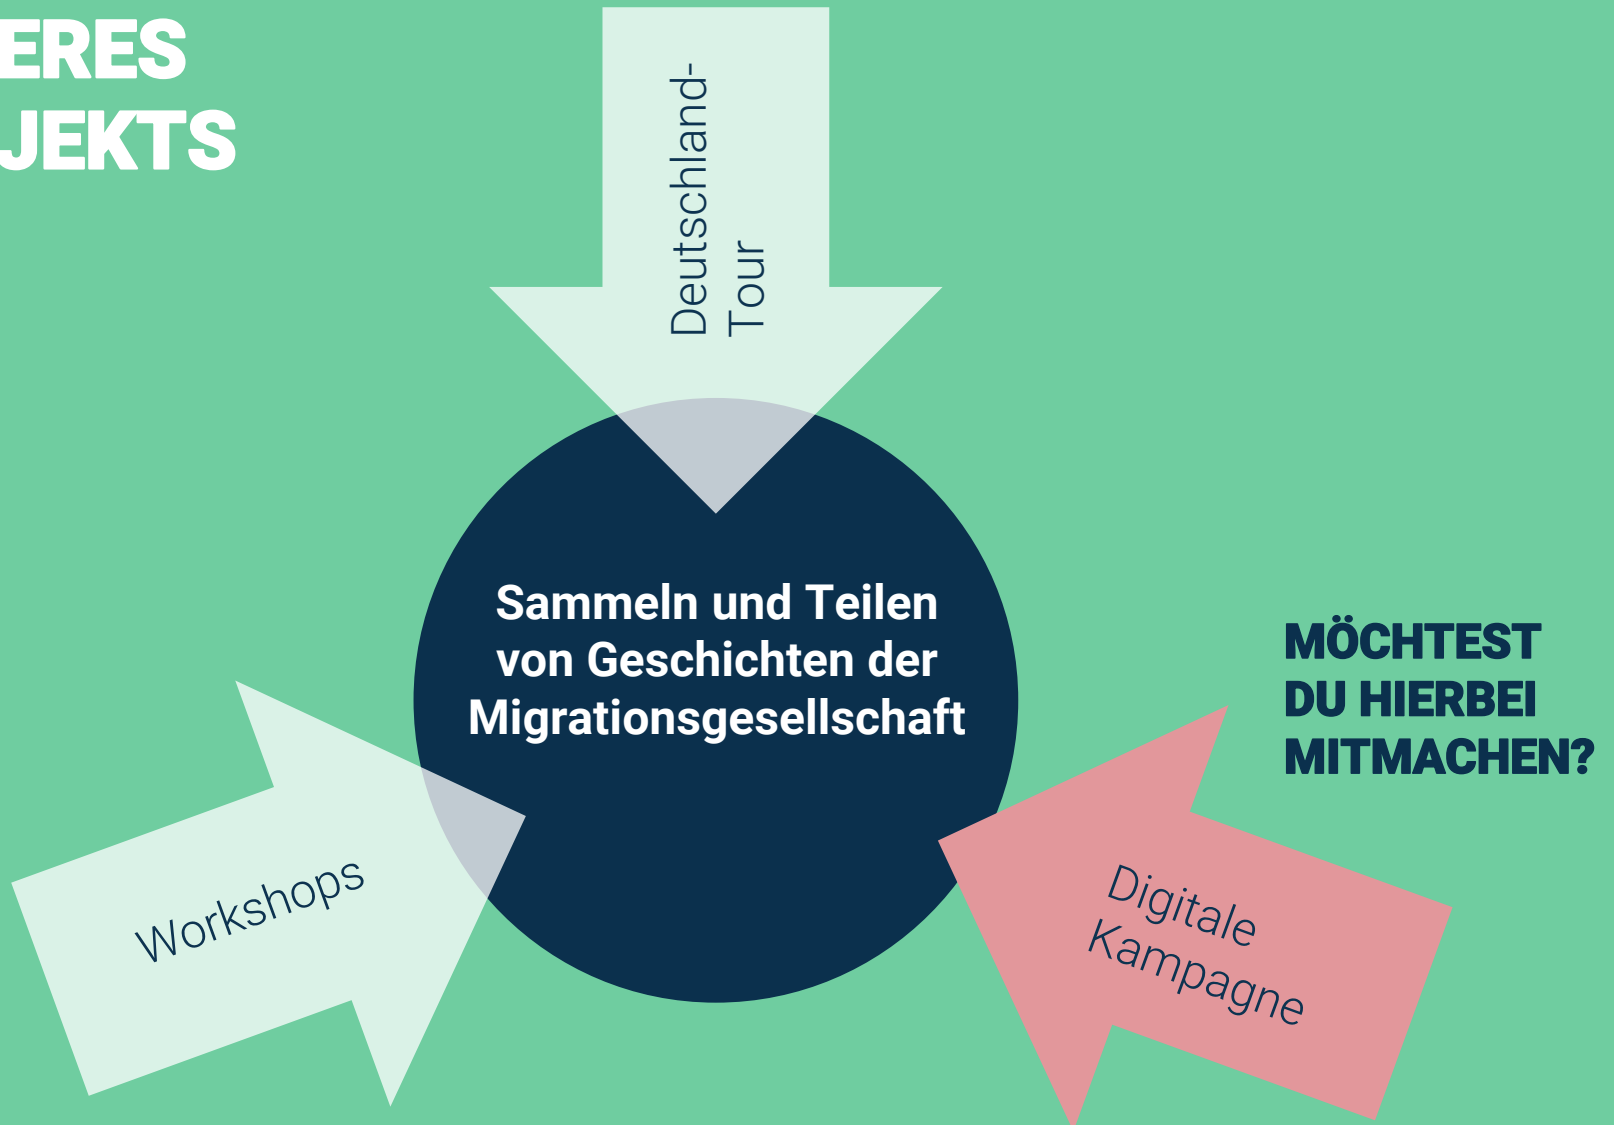 ERES
JEKTS
Deutschland-
Tour
Sammeln und Teilen
von Geschichten der
Migrationsgesellschaft
MÖCHTEST
DU HIERBEI
MITMACHEN?
Workshops
Digitale
Kampagne